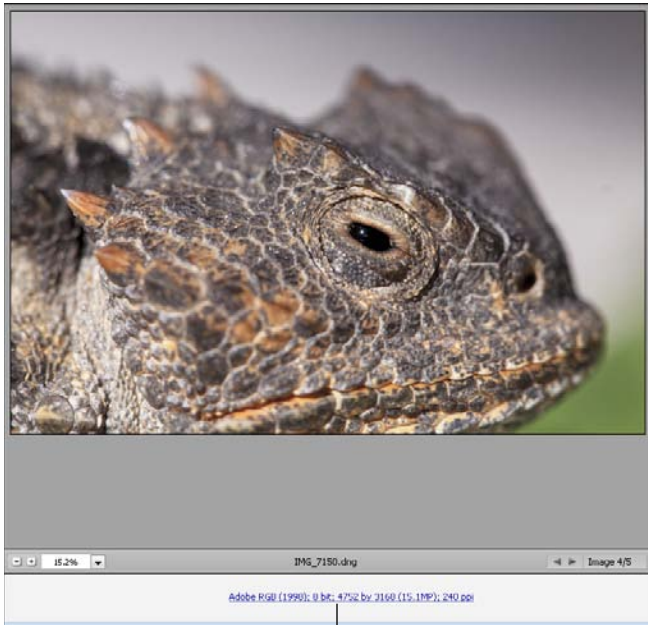 15.2% IMG_7150.dng Image 4/5
Adobe RGB (1998); 8 bit; 4752 by 3168 (15.1MP); 240 ppi